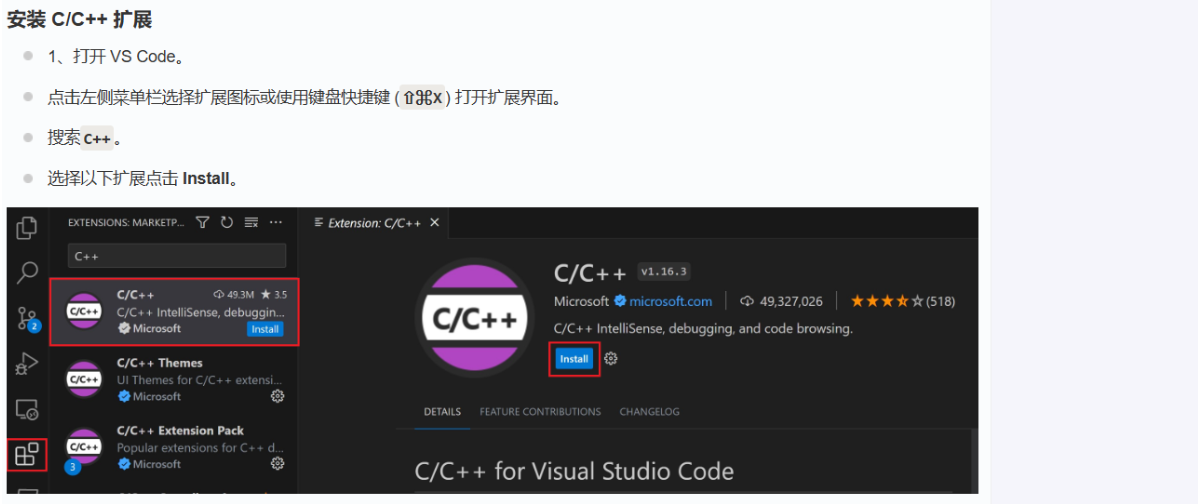 安装 C/C++ 扩展
1、打开 VS Code。
点击左侧菜单栏选择扩展图标或使用键盘快捷键 (⇧⌘X) 打开扩展界面。
搜索C++。
选择以下扩展点击 Install。
EXTENSIONS: MARKETP...
Extension: C/C++
C++
C/C++ 49.3M ★ 3.5
C/C++ IntelliSense, debuggin...
Microsoft Install
C/C++
2
C/C++ Themes
UI Themes for C/C++ extensi...
Microsoft
C/C++
C/C++ Extension Pack
Popular extensions for C++ d...
Microsoft
C/C++
3
C/C++
C/C++ v1.16.3
Microsoft microsoft.com 49,327,026 ★★★★☆(518)
C/C++ IntelliSense, debugging, and code browsing.
Install
DETAILS FEATURE CONTRIBUTIONS CHANGELOG
C/C++ for Visual Studio Code